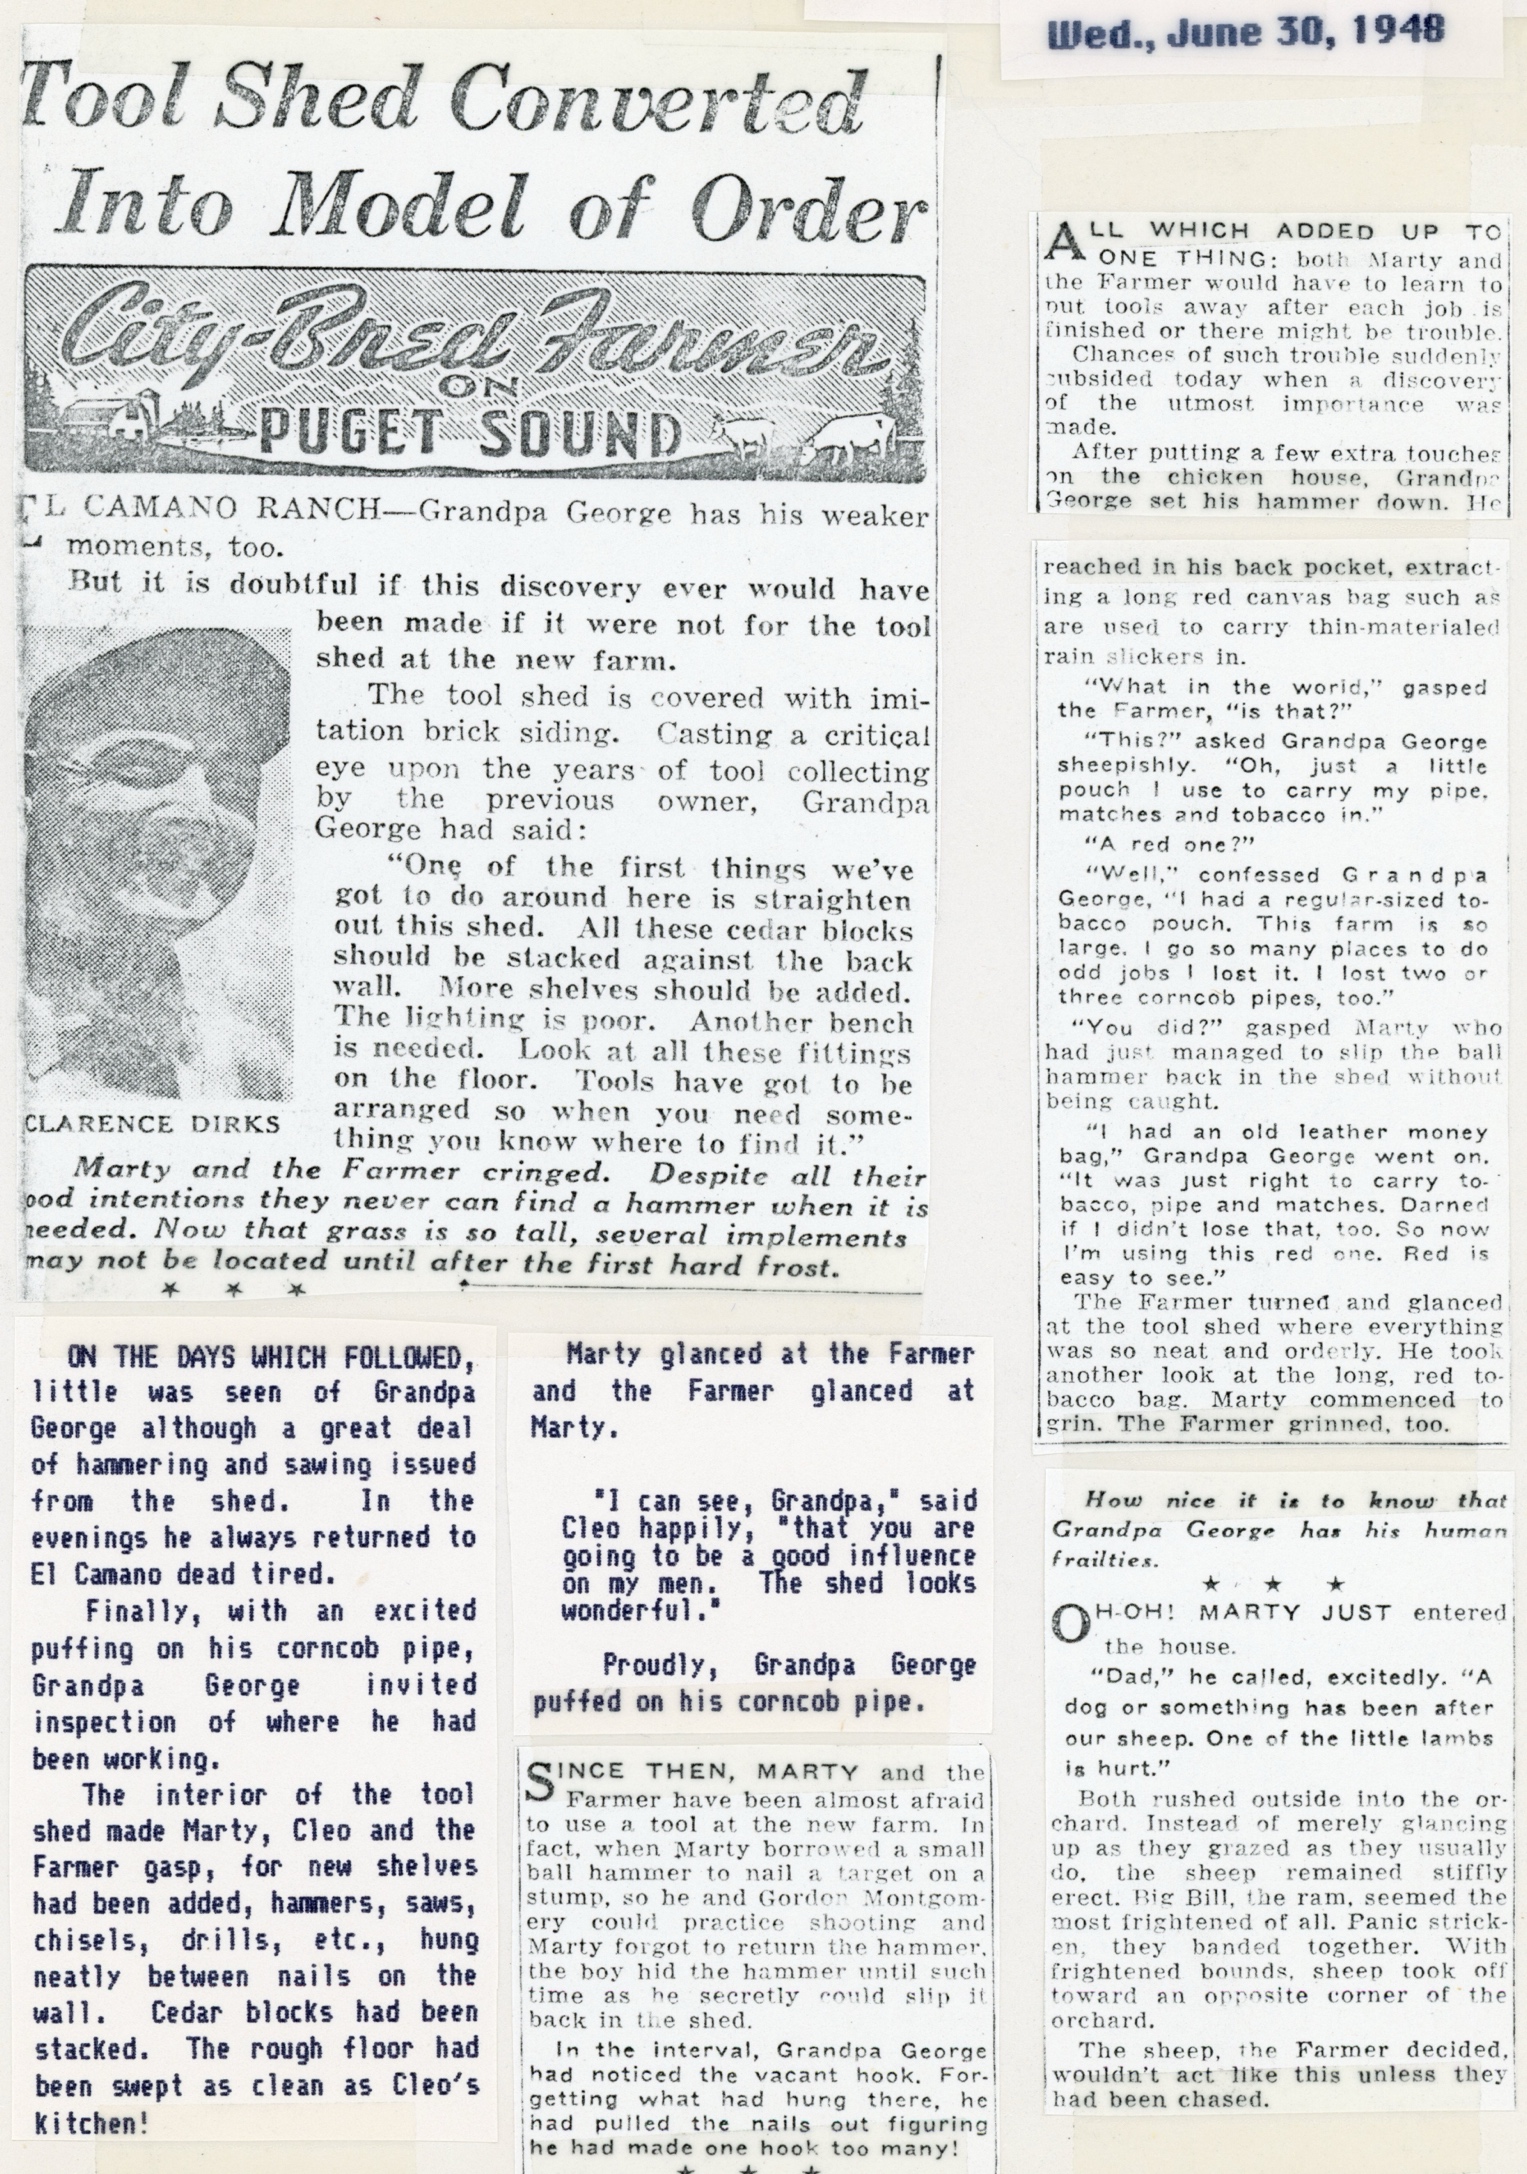 Wed., June 30, 1948
Tool Shed Converted
Into Model of Order
City-Bred Farmer
ON
PUGET SOUND
EL CAMANO RANCH—Grandpa George has his weaker
moments, too.
But it is doubtful if this discovery ever would have
been made if it were not for the tool
shed at the new farm.
The tool shed is covered with imi-
tation brick siding. Casting a critical
eye upon the years of tool collecting
by the previous owner, Grandpa
George had said:
"One of the first things we've
got to do around here is straighten
out this shed. All these cedar blocks
should be stacked against the back
wall. More shelves should be added.
The lighting is poor. Another bench
is needed. Look at all these fittings
on the floor. Tools have got to be
arranged so when you need some-
thing you know where to find it."
CLARENCE DIRKS
Marty and the Farmer cringed. Despite all their
ood intentions they never can find a hammer when it is
needed. Now that grass is so tall, several implements
may not be located until after the first hard frost.
★ ★ ★
ON THE DAYS WHICH FOLLOWED,
little was seen of Grandpa
George although a great deal
of hammering and sawing issued
from the shed. In the
evenings he always returned to
El Camano dead tired.
Finally, with an excited
puffing on his corncob pipe,
Grandpa George invited
inspection of where he had
been working.
The interior of the tool
shed made Marty, Cleo and the
Farmer gasp, for new shelves
had been added, hammers, saws,
chisels, drills, etc., hung
neatly between nails on the
wall. Cedar blocks had been
stacked. The rough floor had
been swept as clean as Cleo's
kitchen!
Marty glanced at the Farmer
and the Farmer glanced at
Marty.
"I can see, Grandpa," said
Cleo happily, "that you are
going to be a good influence
on my men. The shed looks
wonderful."
Proudly, Grandpa George
puffed on his corncob pipe.
SINCE THEN, MARTY and the
Farmer have been almost afraid
to use a tool at the new farm. In
fact, when Marty borrowed a small
ball hammer to nail a target on a
stump, so he and Gordon Montgom-
ery could practice shooting and
Marty forgot to return the hammer,
the boy hid the hammer until such
time as he secretly could slip it
back in the shed.
In the interval, Grandpa George
had noticed the vacant hook. For-
getting what had hung there, he
had pulled the nails out figuring
he had made one hook too many!
★ ★ ★
ALL WHICH ADDED UP TO
ONE THING: both Marty and
the Farmer would have to learn to
put tools away after each job is
finished or there might be trouble.
Chances of such trouble suddenly
subsided today when a discovery
of the utmost importance was
made.
After putting a few extra touches
on the chicken house, Grandpa
George set his hammer down. He
reached in his back pocket, extract-
ing a long red canvas bag such as
are used to carry thin-materialed
rain slickers in.
"What in the world," gasped
the Farmer, "is that?"
"This?" asked Grandpa George
sheepishly. "Oh, just a little
pouch I use to carry my pipe,
matches and tobacco in."
"A red one?"
"Well," confessed Grandpa
George, "I had a regular-sized to-
bacco pouch. This farm is so
large. I go so many places to do
odd jobs I lost it. I lost two or
three corncob pipes, too."
"You did?" gasped Marty who
had just managed to slip the ball
hammer back in the shed without
being caught.
"I had an old leather money
bag," Grandpa George went on.
"It was just right to carry to-
bacco, pipe and matches. Darned
if I didn't lose that, too. So now
I'm using this red one. Red is
easy to see."
The Farmer turned and glanced
at the tool shed where everything
was so neat and orderly. He took
another look at the long, red to-
bacco bag. Marty commenced to
grin. The Farmer grinned, too.
How nice it is to know that
Grandpa George has his human
frailties.
★ ★ ★
OH-OH! MARTY JUST entered
the house.
"Dad," he called, excitedly. "A
dog or something has been after
our sheep. One of the little lambs
is hurt."
Both rushed outside into the or-
chard. Instead of merely glancing
up as they grazed as they usually
do, the sheep remained stiffly
erect. Big Bill, the ram, seemed the
most frightened of all. Panic strick-
en, they banded together. With
frightened bounds, sheep took off
toward an opposite corner of the
orchard.
The sheep, the Farmer decided,
wouldn't act like this unless they
had been chased.